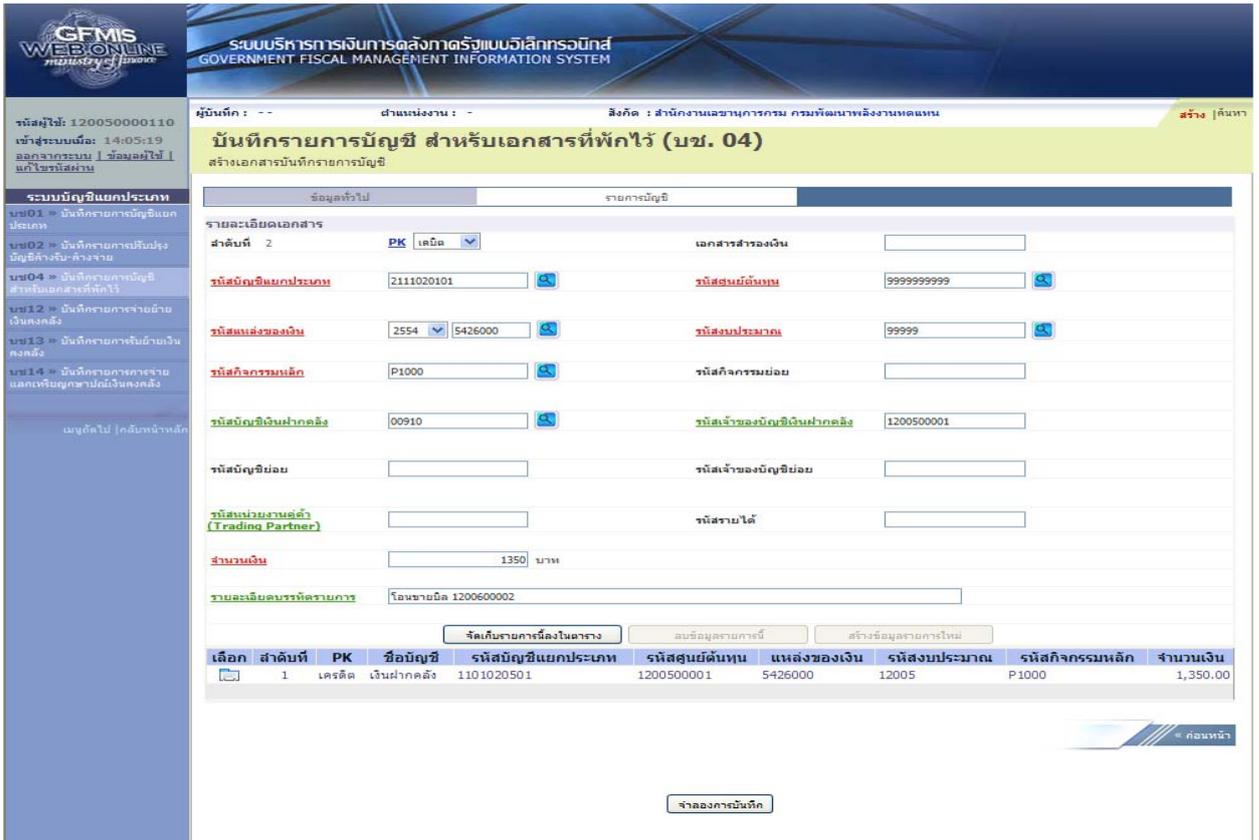 GFMIS
WEB ONLINE
ministry of finance
ระบบบริหารการเงินการคลังภาครัฐแบบอิเล็กทรอนิกส์
GOVERNMENT FISCAL MANAGEMENT INFORMATION SYSTEM
รหัสผู้ใช้: 120050000110
เข้าสู่ระบบเมื่อ: 14:05:19
ออกจากระบบ | ข้อมูลผู้ใช้ |
แก้ไขรหัสผ่าน
ผู้บันทึก : - -
ตำแหน่งงาน : -
สังกัด : สำนักงานเลขานุการกรม กรมพัฒนาพลังงานทดแทน
สร้าง | ค้นหา
บันทึกรายการบัญชี สำหรับเอกสารที่พักไว้ (บช. 04)
สร้างเอกสารบันทึกรายการบัญชี
ระบบบัญชีแยกประเภท
บช01 » บันทึกรายการบัญชีแยก
ประเภท
บช02 » บันทึกรายการปรับปรุง
บัญชีค้างรับ-ค้างจ่าย
บช04 » บันทึกรายการบัญชี
สำหรับเอกสารที่พักไว้
บช12 » บันทึกรายการจ่ายย้าย
เงินคงคลัง
บช13 » บันทึกรายการรับย้ายเงิน
คงคลัง
บช14 » บันทึกรายการการจ่าย
แลกเหรียญกษาปณ์เงินคงคลัง
เมนูถัดไป | กลับหน้าหลัก
ข้อมูลทั่วไป
รายการบัญชี
รายละเอียดเอกสาร
ลำดับที่ 2 PK เดบิต เอกสารสำรองเงิน
รหัสบัญชีแยกประเภท 2111020101 รหัสศูนย์ต้นทุน 9999999999
รหัสแหล่งของเงิน 2554 5426000 รหัสงบประมาณ 99999
รหัสกิจกรรมหลัก P1000 รหัสกิจกรรมย่อย
รหัสบัญชีเงินฝากคลัง 00910 รหัสเจ้าของบัญชีเงินฝากคลัง 1200500001
รหัสบัญชีย่อย รหัสเจ้าของบัญชีย่อย
รหัสหน่วยงานคู่ค้า
(Trading Partner) รหัสรายได้
จำนวนเงิน 1350 บาท
รายละเอียดบรรทัดรายการ โอนขายบิล 1200600002
จัดเก็บรายการนี้ลงในตาราง ลบข้อมูลรายการนี้ สร้างข้อมูลรายการใหม่
เลือก ลำดับที่ PK ชื่อบัญชี รหัสบัญชีแยกประเภท รหัสศูนย์ต้นทุน แหล่งของเงิน รหัสงบประมาณ รหัสกิจกรรมหลัก จำนวนเงิน
1 เครดิต เงินฝากคลัง 1101020501 1200500001 5426000 12005 P1000 1,350.00
« ก่อนหน้า
จำลองการบันทึก